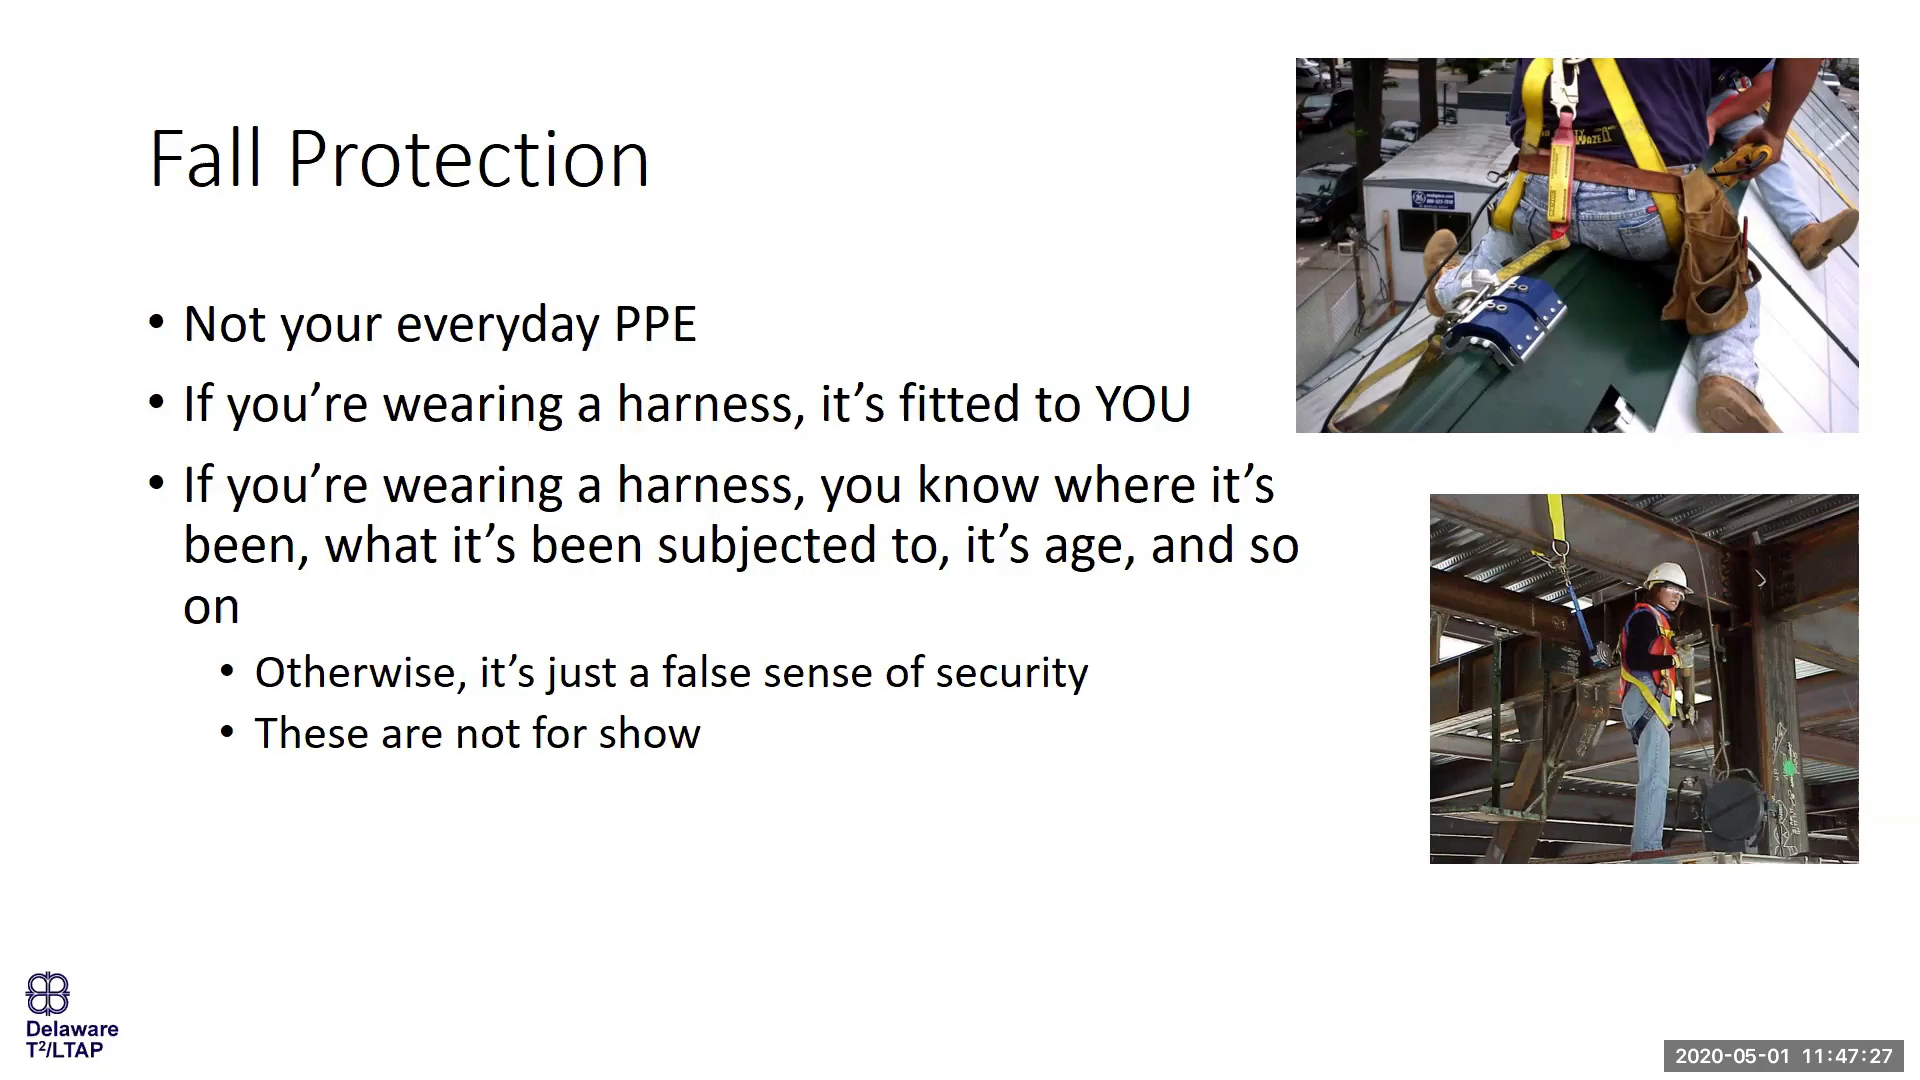 Fall Protection
• Not your everyday PPE
• If you’re wearing a harness, it’s fitted to YOU
• If you’re wearing a harness, you know where it’s
been, what it’s been subjected to, it’s age, and so
on
• Otherwise, it’s just a false sense of security
• These are not for show
Delaware
T²/LTAP
2020-05-01 11:47:27